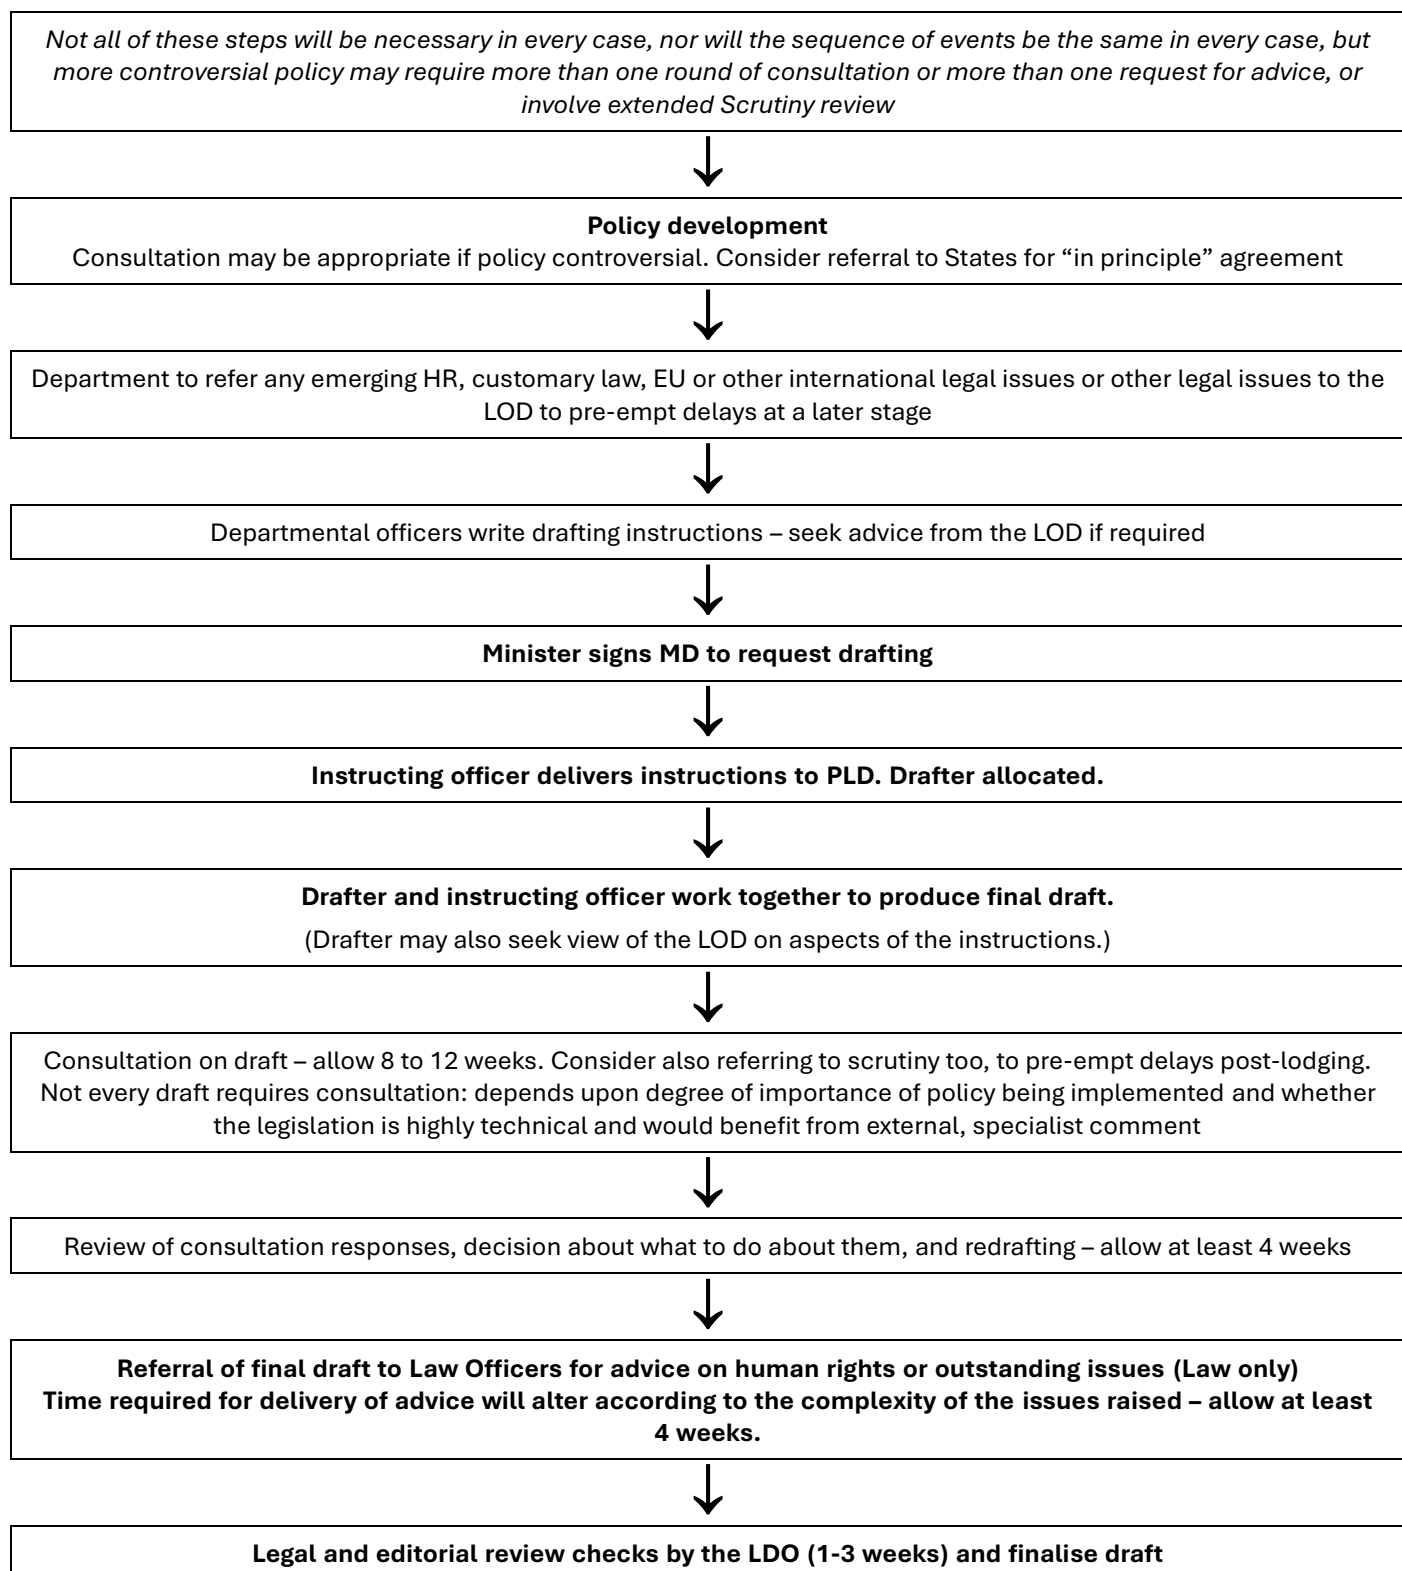 Not all of these steps will be necessary in every case, nor will the sequence of events be the same in every case, but
more controversial policy may require more than one round of consultation or more than one request for advice, or
involve extended Scrutiny review
Policy development
Consultation may be appropriate if policy controversial. Consider referral to States for “in principle” agreement
Department to refer any emerging HR, customary law, EU or other international legal issues or other legal issues to the
LOD to pre-empt delays at a later stage
Departmental officers write drafting instructions – seek advice from the LOD if required
Minister signs MD to request drafting
Instructing officer delivers instructions to PLD. Drafter allocated.
Drafter and instructing officer work together to produce final draft.
(Drafter may also seek view of the LOD on aspects of the instructions.)
Consultation on draft – allow 8 to 12 weeks. Consider also referring to scrutiny too, to pre-empt delays post-lodging.
Not every draft requires consultation: depends upon degree of importance of policy being implemented and whether
the legislation is highly technical and would benefit from external, specialist comment
Review of consultation responses, decision about what to do about them, and redrafting – allow at least 4 weeks
Referral of final draft to Law Officers for advice on human rights or outstanding issues (Law only)
Time required for delivery of advice will alter according to the complexity of the issues raised – allow at least
4 weeks.
Legal and editorial review checks by the LDO (1-3 weeks) and finalise draft